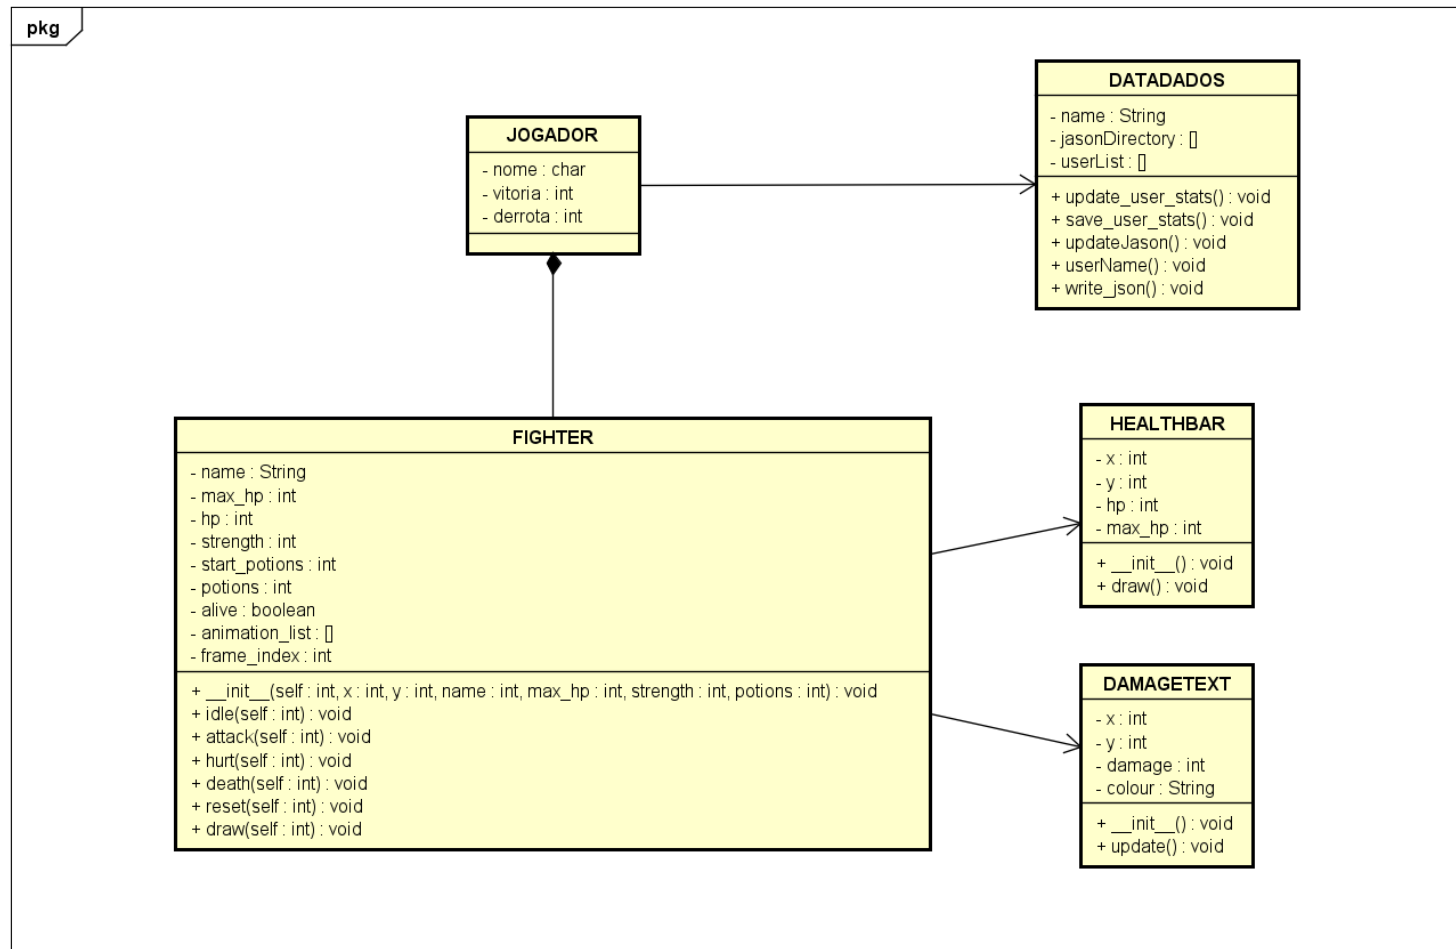 pkg
JOGADOR
- nome : char
- vitoria : int
- derrota : int
DATADADOS
- name : String
- jasonDirectory : []
- userList : []
+ update_user_stats() : void
+ save_user_stats() : void
+ updateJason() : void
+ userName() : void
+ write_json() : void
FIGHTER
- name : String
- max_hp : int
- hp : int
- strength : int
- start_potions : int
- potions : int
- alive : boolean
- animation_list : []
- frame_index : int
+ __init__(self : int, x : int, y : int, name : int, max_hp : int, strength : int, potions : int) : void
+ idle(self : int) : void
+ attack(self : int) : void
+ hurt(self : int) : void
+ death(self : int) : void
+ reset(self : int) : void
+ draw(self : int) : void
HEALTHBAR
- x : int
- y : int
- hp : int
- max_hp : int
+ __init__() : void
+ draw() : void
DAMAGETEXT
- x : int
- y : int
- damage : int
- colour : String
+ __init__() : void
+ update() : void